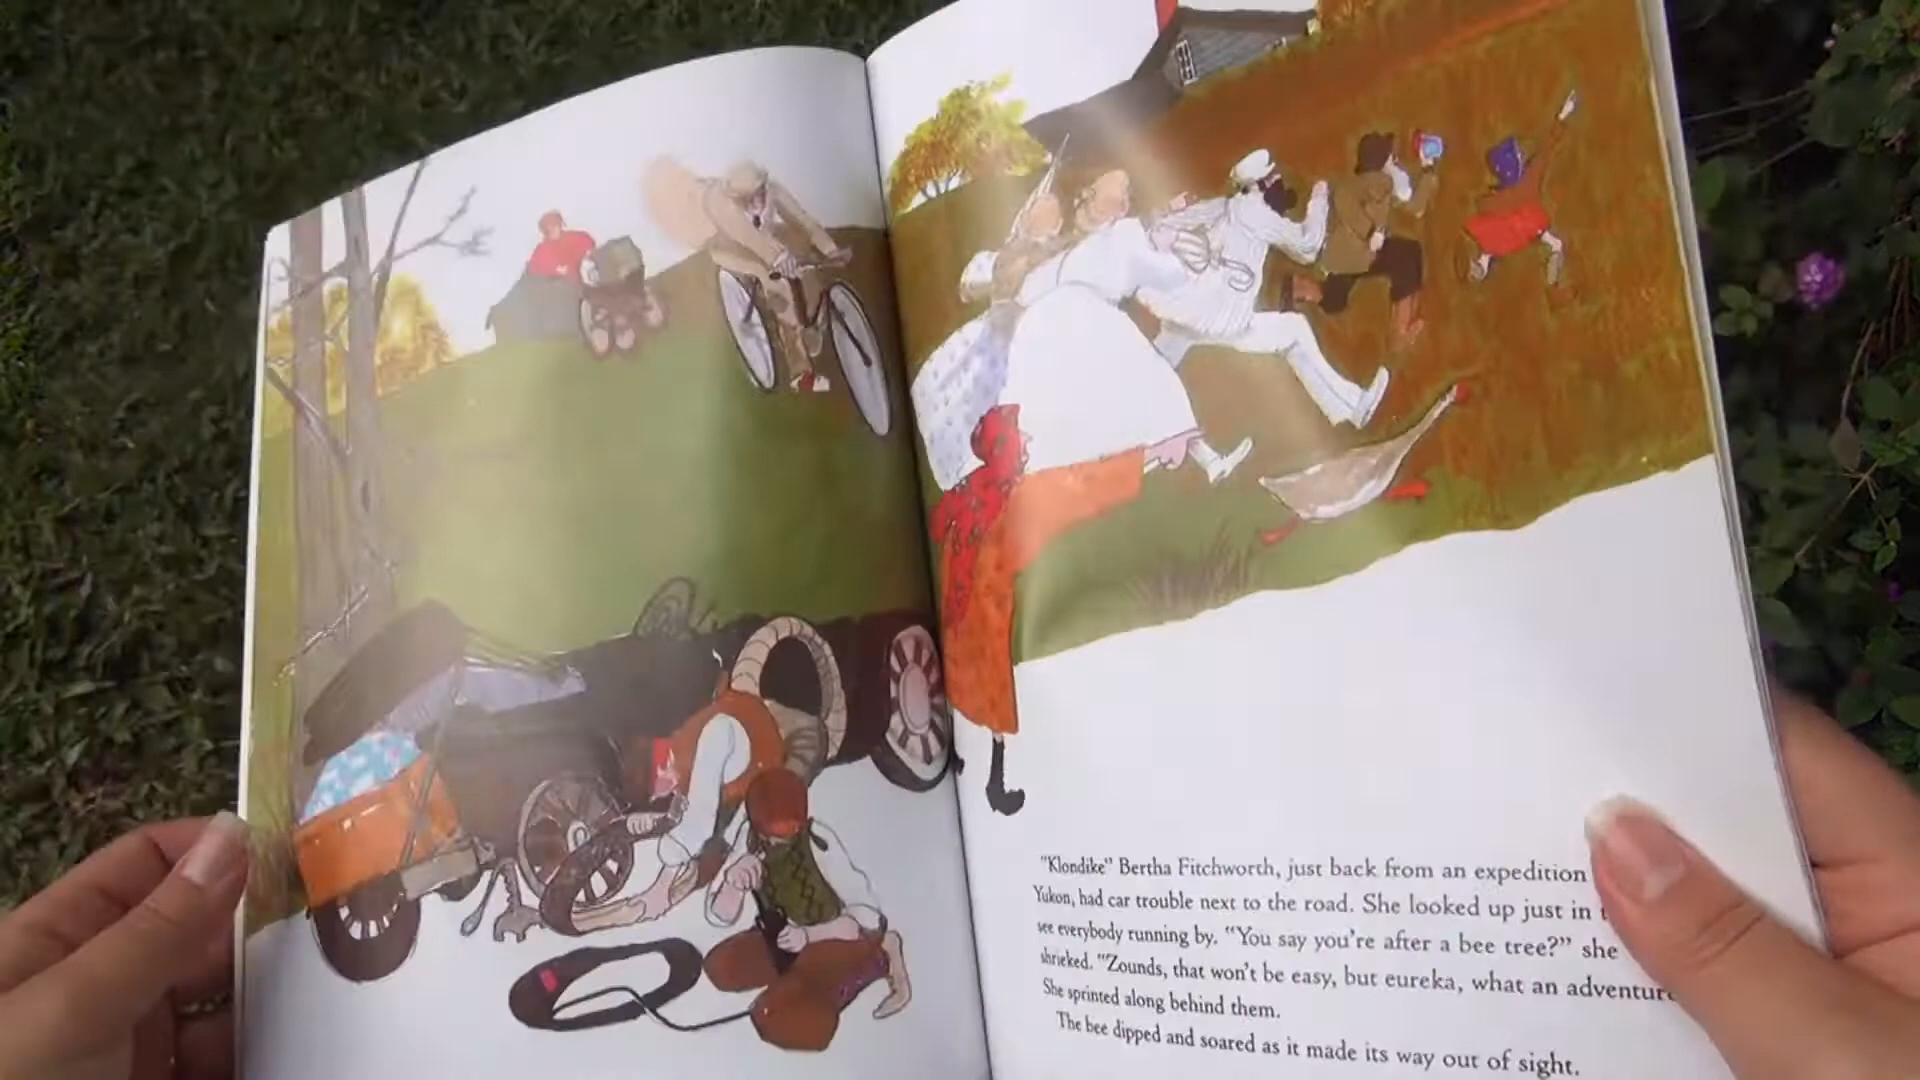 "Klondike" Bertha Fitchworth, just back from an expedition
Yukon, had car trouble next to the road. She looked up just in
see everybody running by. “You say you’re after a bee tree?” she
shrieked. “Zounds, that won’t be easy, but eureka, what an
She sprinted along behind them.
The bee dipped and soared as it made its way out of sight.